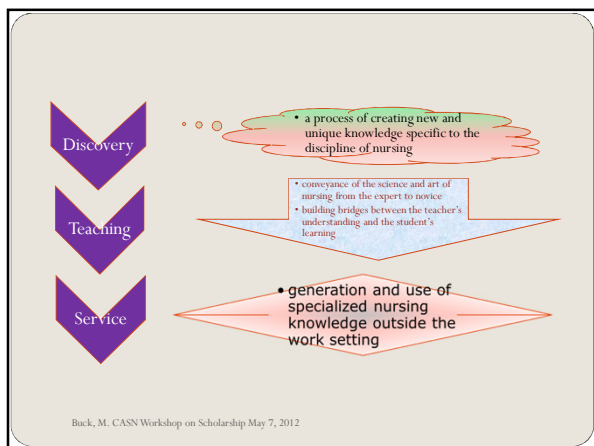 Discovery
• a process of creating new and
unique knowledge specific to the
discipline of nursing
Teaching
• conveyance of the science and art of
nursing from the expert to novice
• building bridges between the teacher's
understanding and the student's
learning
Service
• generation and use of
specialized nursing
knowledge outside the
work setting
Buck, M. CASN Workshop on Scholarship May 7, 2012